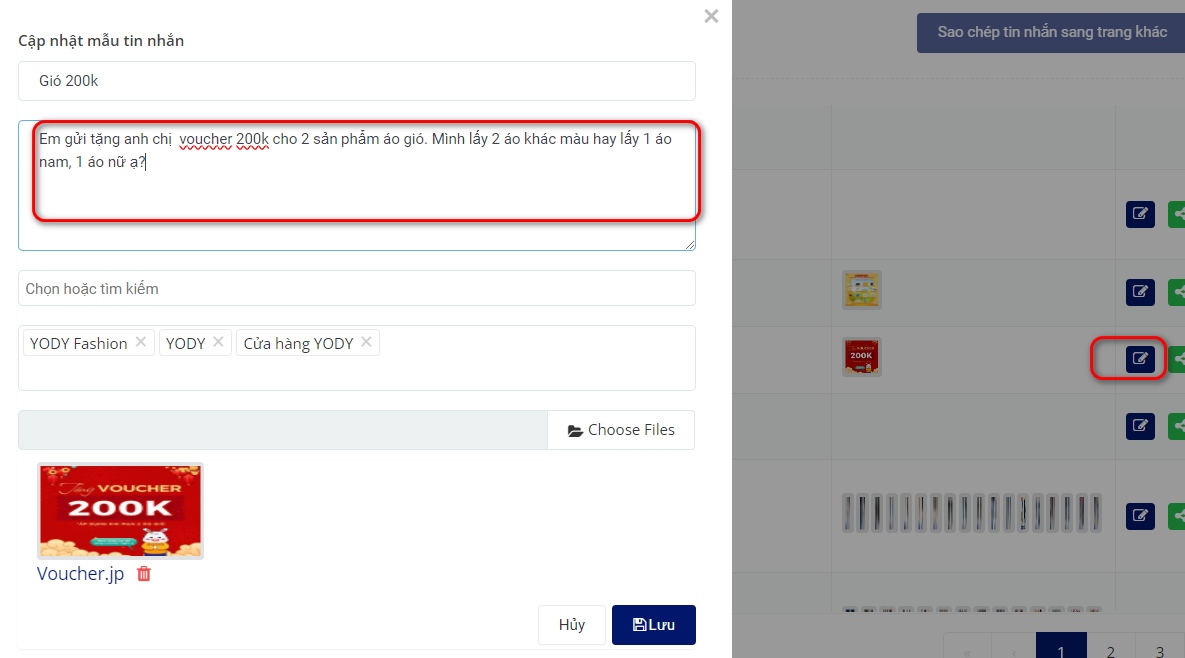 Cập nhật mẫu tin nhắn
Sao chép tin nhắn sang trang khác
Gió 200k
Em gửi tặng anh chị  voucher 200k cho 2 sản phẩm áo gió. Mình lấy 2 áo khác màu hay lấy 1 áo
nam, 1 áo nữ ạ?
Chọn hoặc tìm kiếm
YODY Fashion × YODY × Cửa hàng YODY ×
Choose Files
Tặng VOUCHER
200K
200K
Voucher.jp
Hủy
Lưu
« ‹ 1 2 3